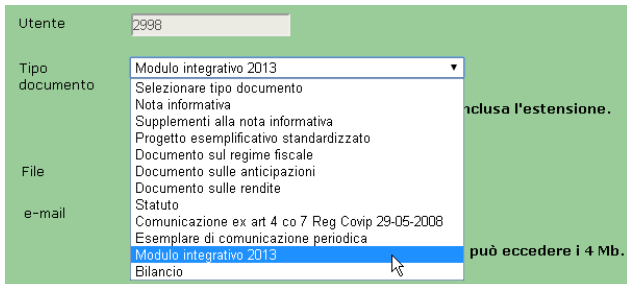 Utente
2998
Tipo
documento
Modulo integrativo 2013
Selezionare tipo documento
Nota informativa
Supplementi alla nota informativa
Progetto esemplificativo standardizzato
Documento sul regime fiscale
Documento sulle anticipazioni
Documento sulle rendite
Statuto
Comunicazione ex art 4 co 7 Reg Covip 29-05-2008
Esemplare di comunicazione periodica
Modulo integrativo 2013
Bilancio
nclusa l'estensione.
File
e-mail
può eccedere i 4 Mb.